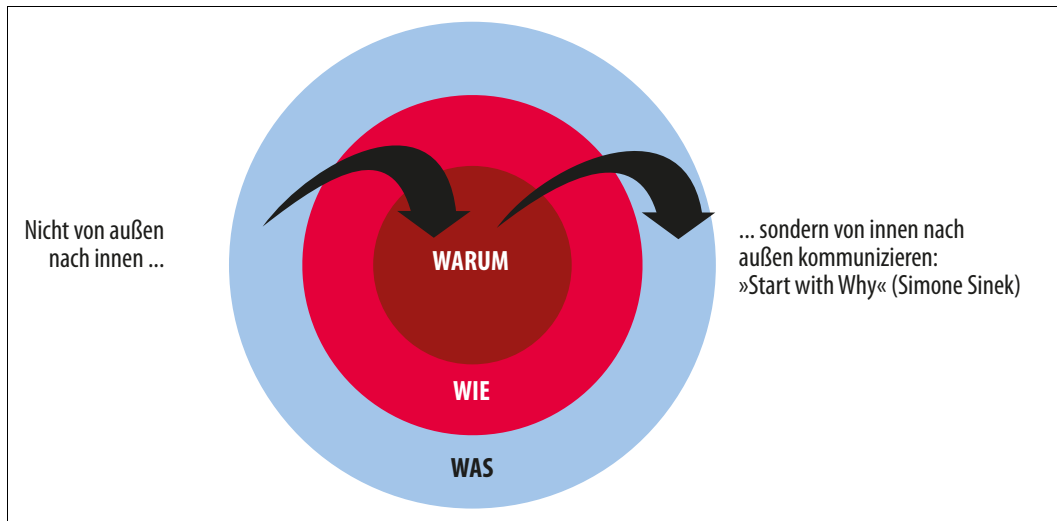 Nicht von außen
nach innen ...
WARUM
WIE
WAS
... sondern von innen nach
außen kommunizieren:
»Start with Why« (Simone Sinek)